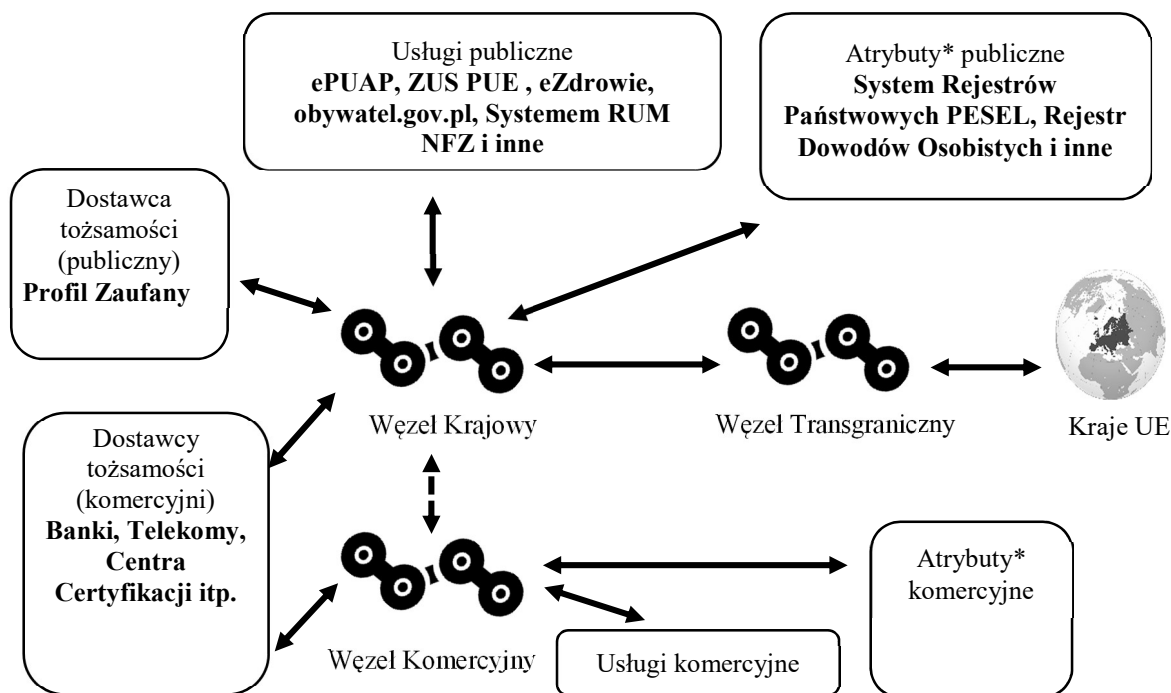 Usługi publiczne
ePUAP, ZUS PUE , eZdrowie,
obywatel.gov.pl, Systemem RUM
NFZ i inne
Atrybuty* publiczne
System Rejestrów
Państwowych PESEL, Rejestr
Dowodów Osobistych i inne
Dostawca
tożsamości
(publiczny)
Profil Zaufany
Węzeł Krajowy
Węzeł Transgraniczny
Kraje UE
Dostawcy
tożsamości
(komercyjni)
Banki, Telekomy,
Centra
Certyfikacji itp.
Węzeł Komercyjny
Usługi komercyjne
Atrybuty*
komercyjne